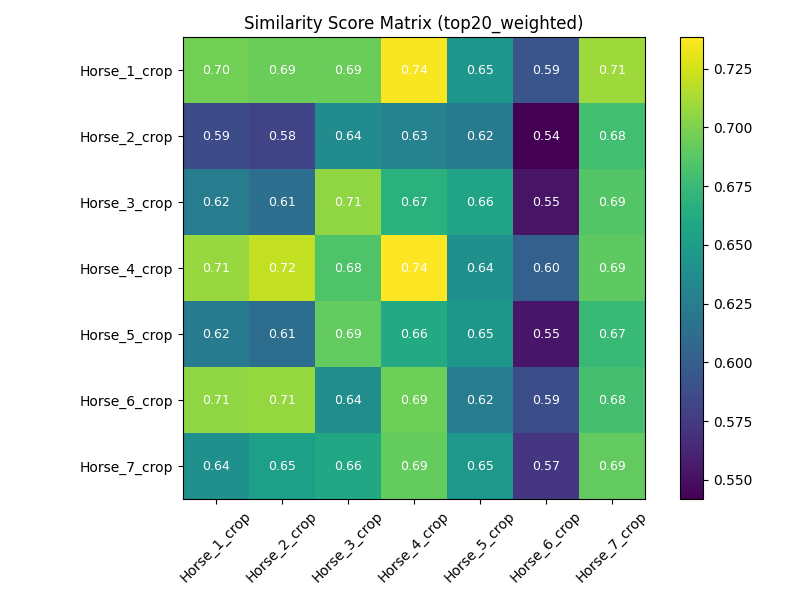 Similarity Score Matrix (top20_weighted)
Horse_1_crop 0.70 0.69 0.69 0.74 0.65 0.59 0.71
Horse_2_crop 0.59 0.58 0.64 0.63 0.62 0.54 0.68
Horse_3_crop 0.62 0.61 0.71 0.67 0.66 0.55 0.69
Horse_4_crop 0.71 0.72 0.68 0.74 0.64 0.60 0.69
Horse_5_crop 0.62 0.61 0.69 0.66 0.65 0.55 0.67
Horse_6_crop 0.71 0.71 0.64 0.69 0.62 0.59 0.68
Horse_7_crop 0.64 0.65 0.66 0.69 0.65 0.57 0.69
Horse_1_crop Horse_2_crop Horse_3_crop Horse_4_crop Horse_5_crop Horse_6_crop Horse_7_crop
0.725
0.700
0.675
0.650
0.625
0.600
0.575
0.550